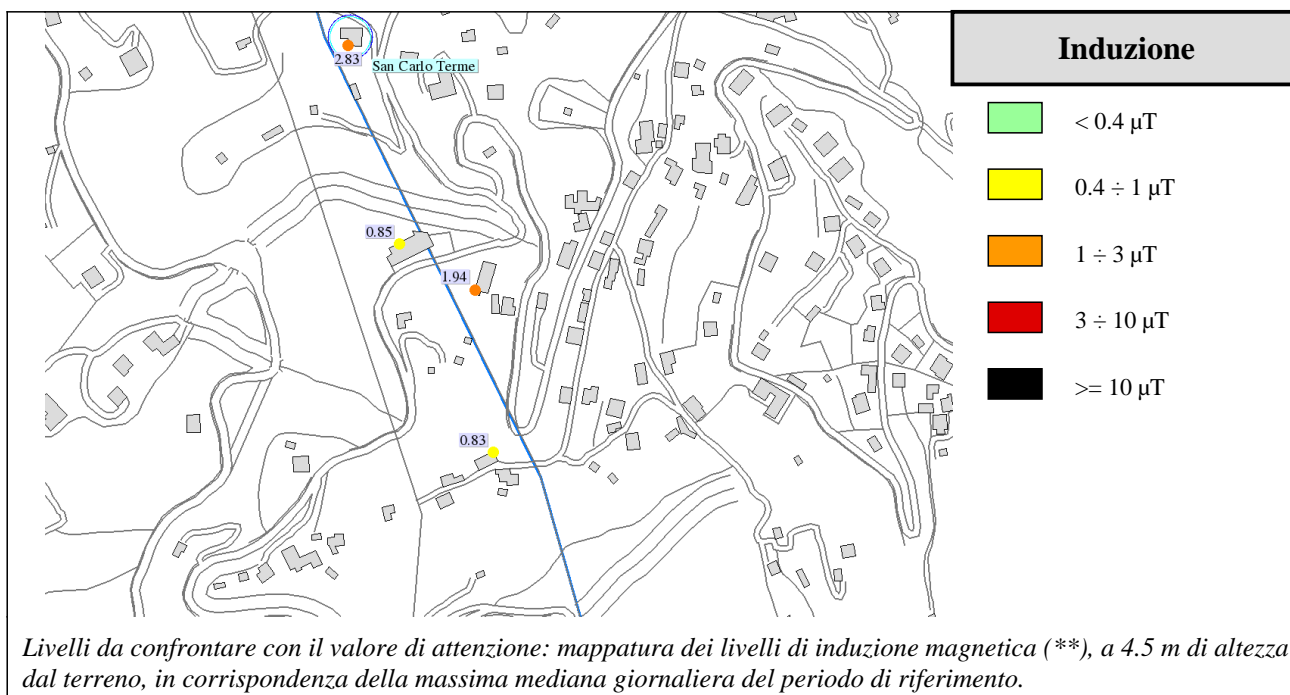 Induzione
2.83
San Carlo Terme
< 0.4 µT
0.4 ÷ 1 µT
0.85
1 ÷ 3 µT
1.94
3 ÷ 10 µT
>= 10 µT
0.83
Livelli da confrontare con il valore di attenzione: mappatura dei livelli di induzione magnetica (**), a 4.5 m di altezza
dal terreno, in corrispondenza della massima mediana giornaliera del periodo di riferimento.